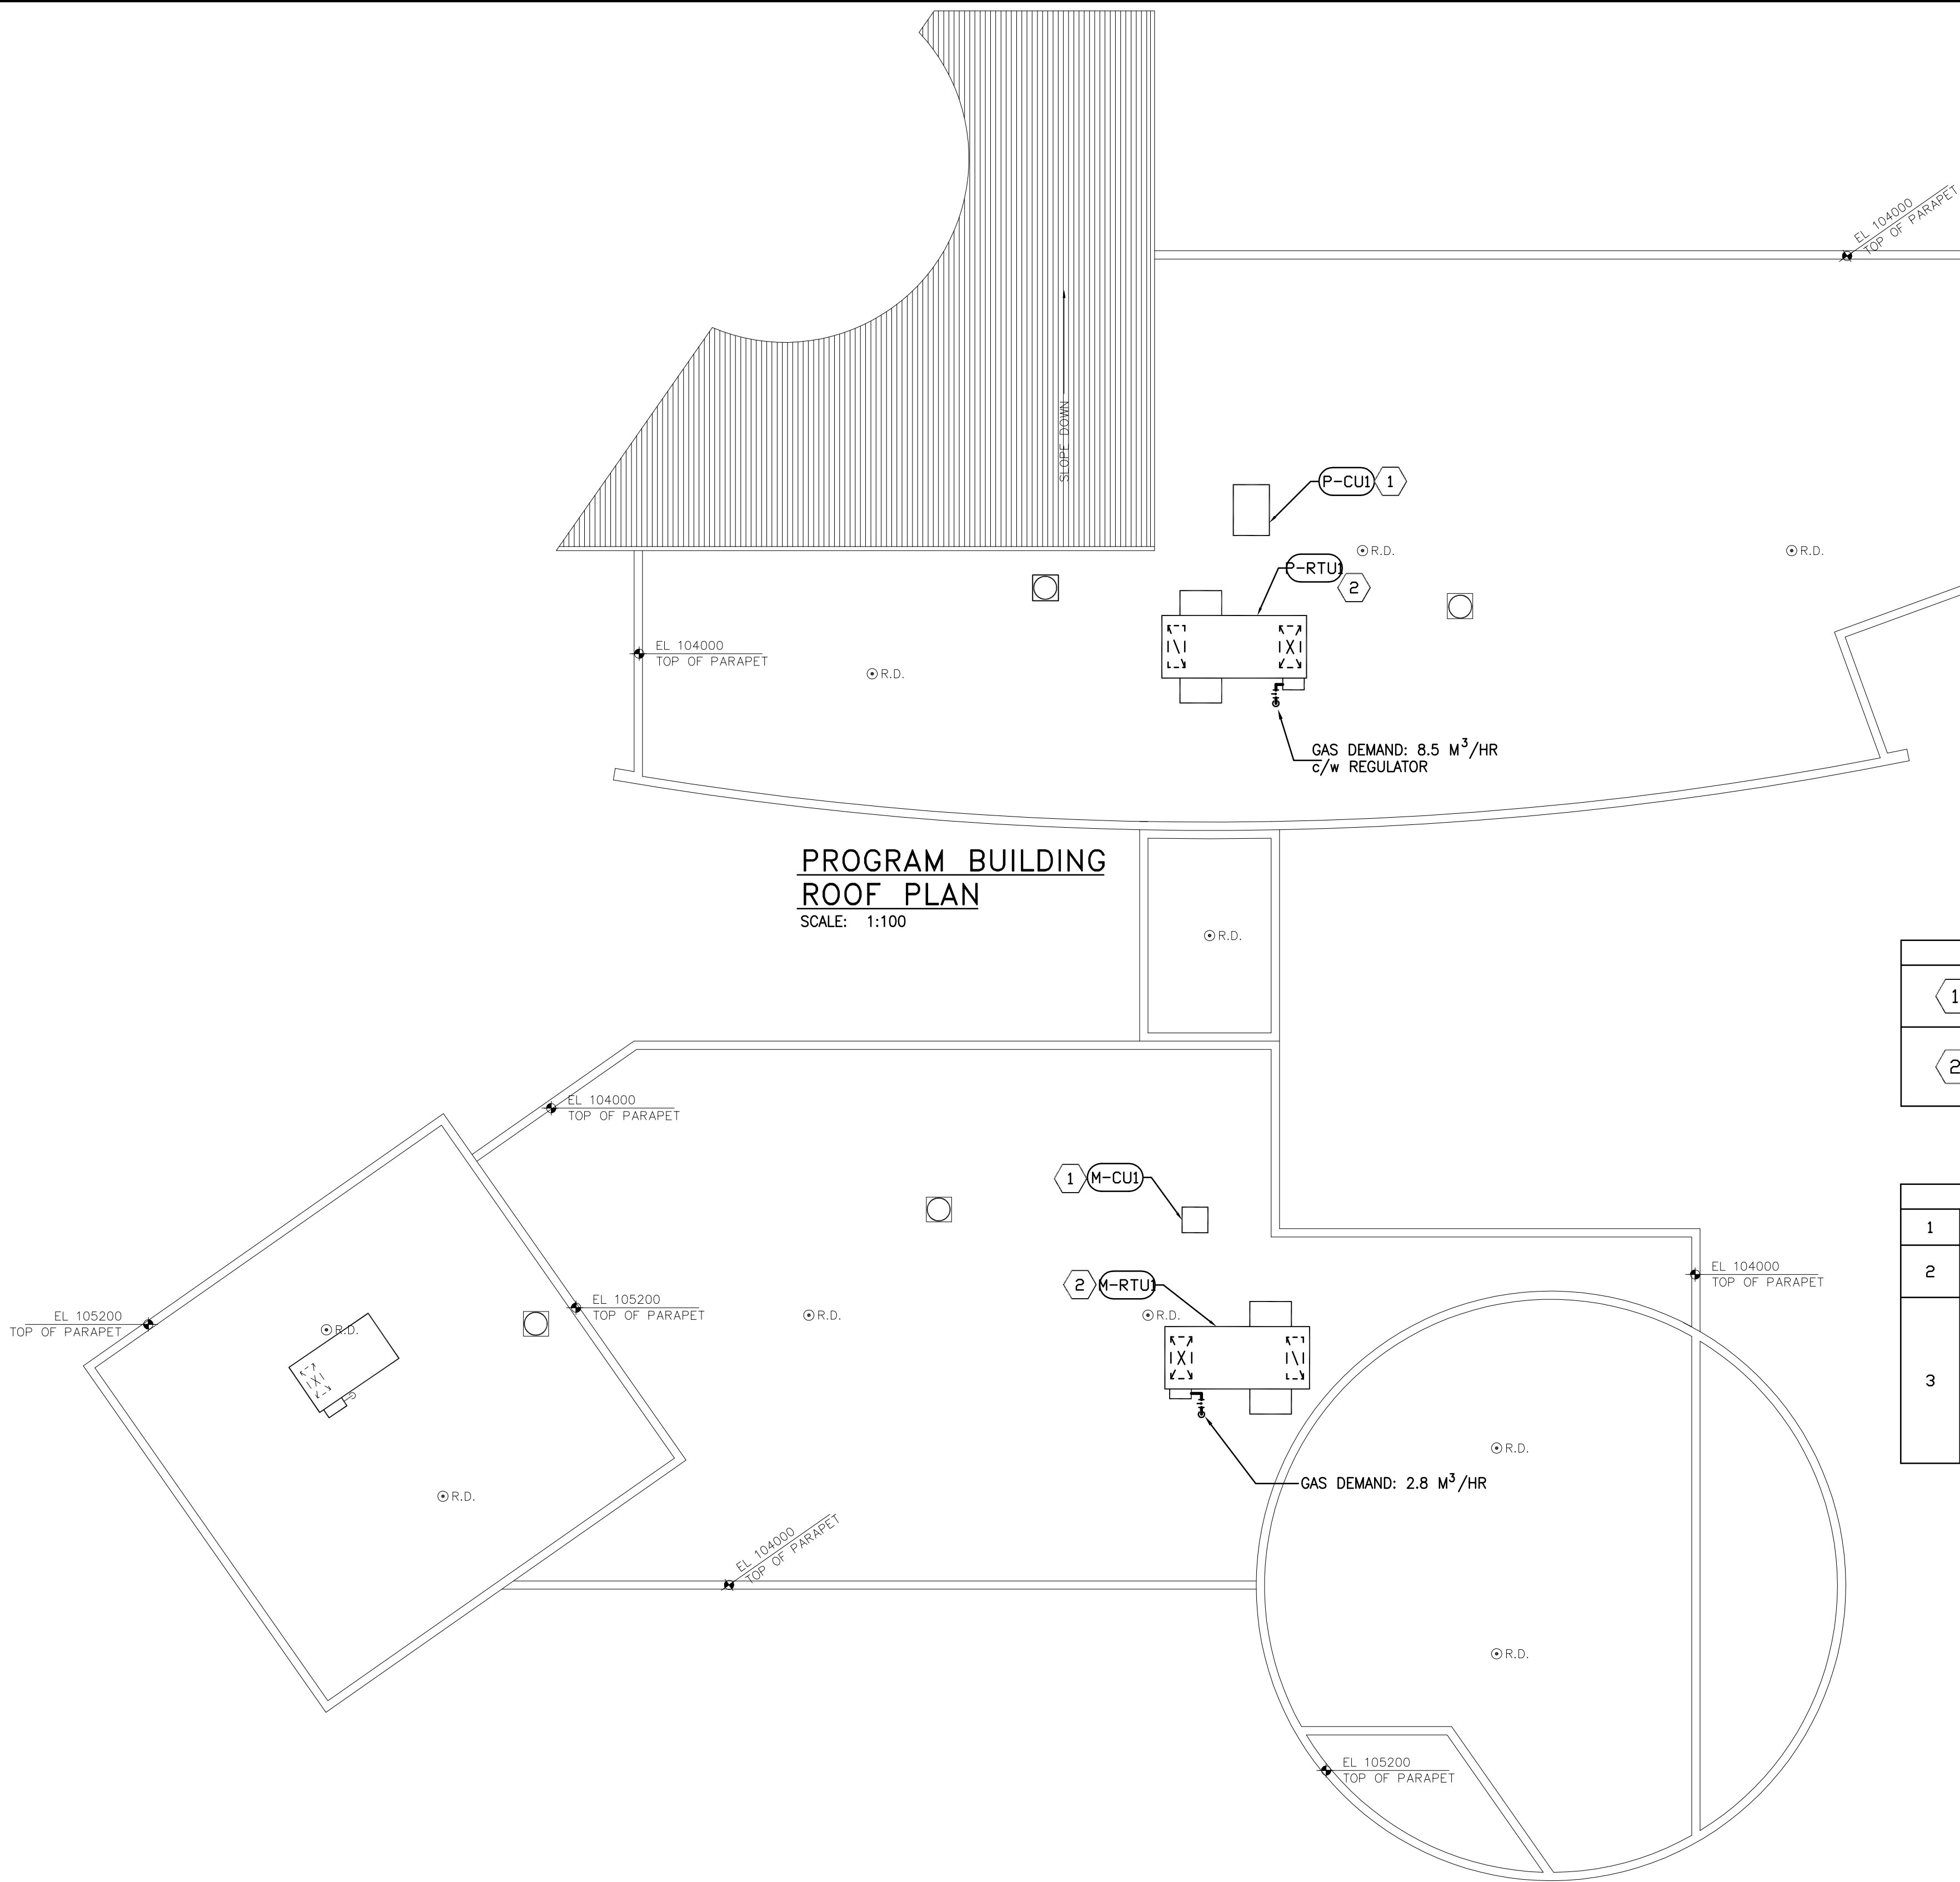 EL 104000
TOP OF PARAPET
SLOPE DOWN
P-CU1 1
R.D.
R.D.
P-RTU1
2
EL 104000
TOP OF PARAPET
R.D.
GAS DEMAND: 8.5 M³/HR
c/w REGULATOR
PROGRAM BUILDING
ROOF PLAN
SCALE: 1:100
R.D.
1
2
EL 104000
TOP OF PARAPET
1 M-CU1
1
2
3
EL 104000
TOP OF PARAPET
2 M-RTU1
EL 105200
TOP OF PARAPET
EL 105200
TOP OF PARAPET
R.D.
R.D.
R.D.
R.D.
GAS DEMAND: 2.8 M³/HR
R.D.
EL 104000
TOP OF PARAPET
R.D.
EL 105200
TOP OF PARAPET